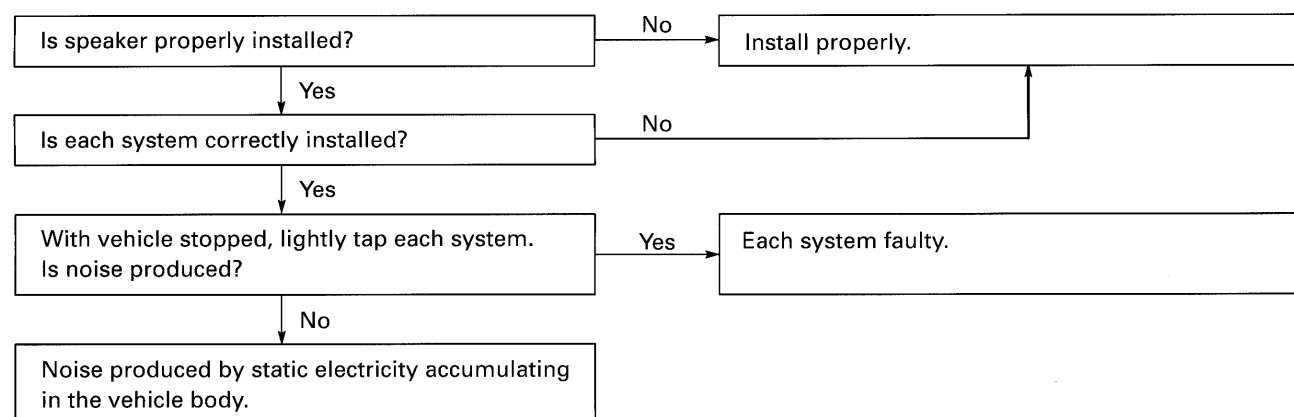 Is speaker properly installed?
No
Install properly.
Yes
Is each system correctly installed?
No
Yes
With vehicle stopped, lightly tap each system.
Is noise produced?
Yes
Each system faulty.
No
Noise produced by static electricity accumulating
in the vehicle body.